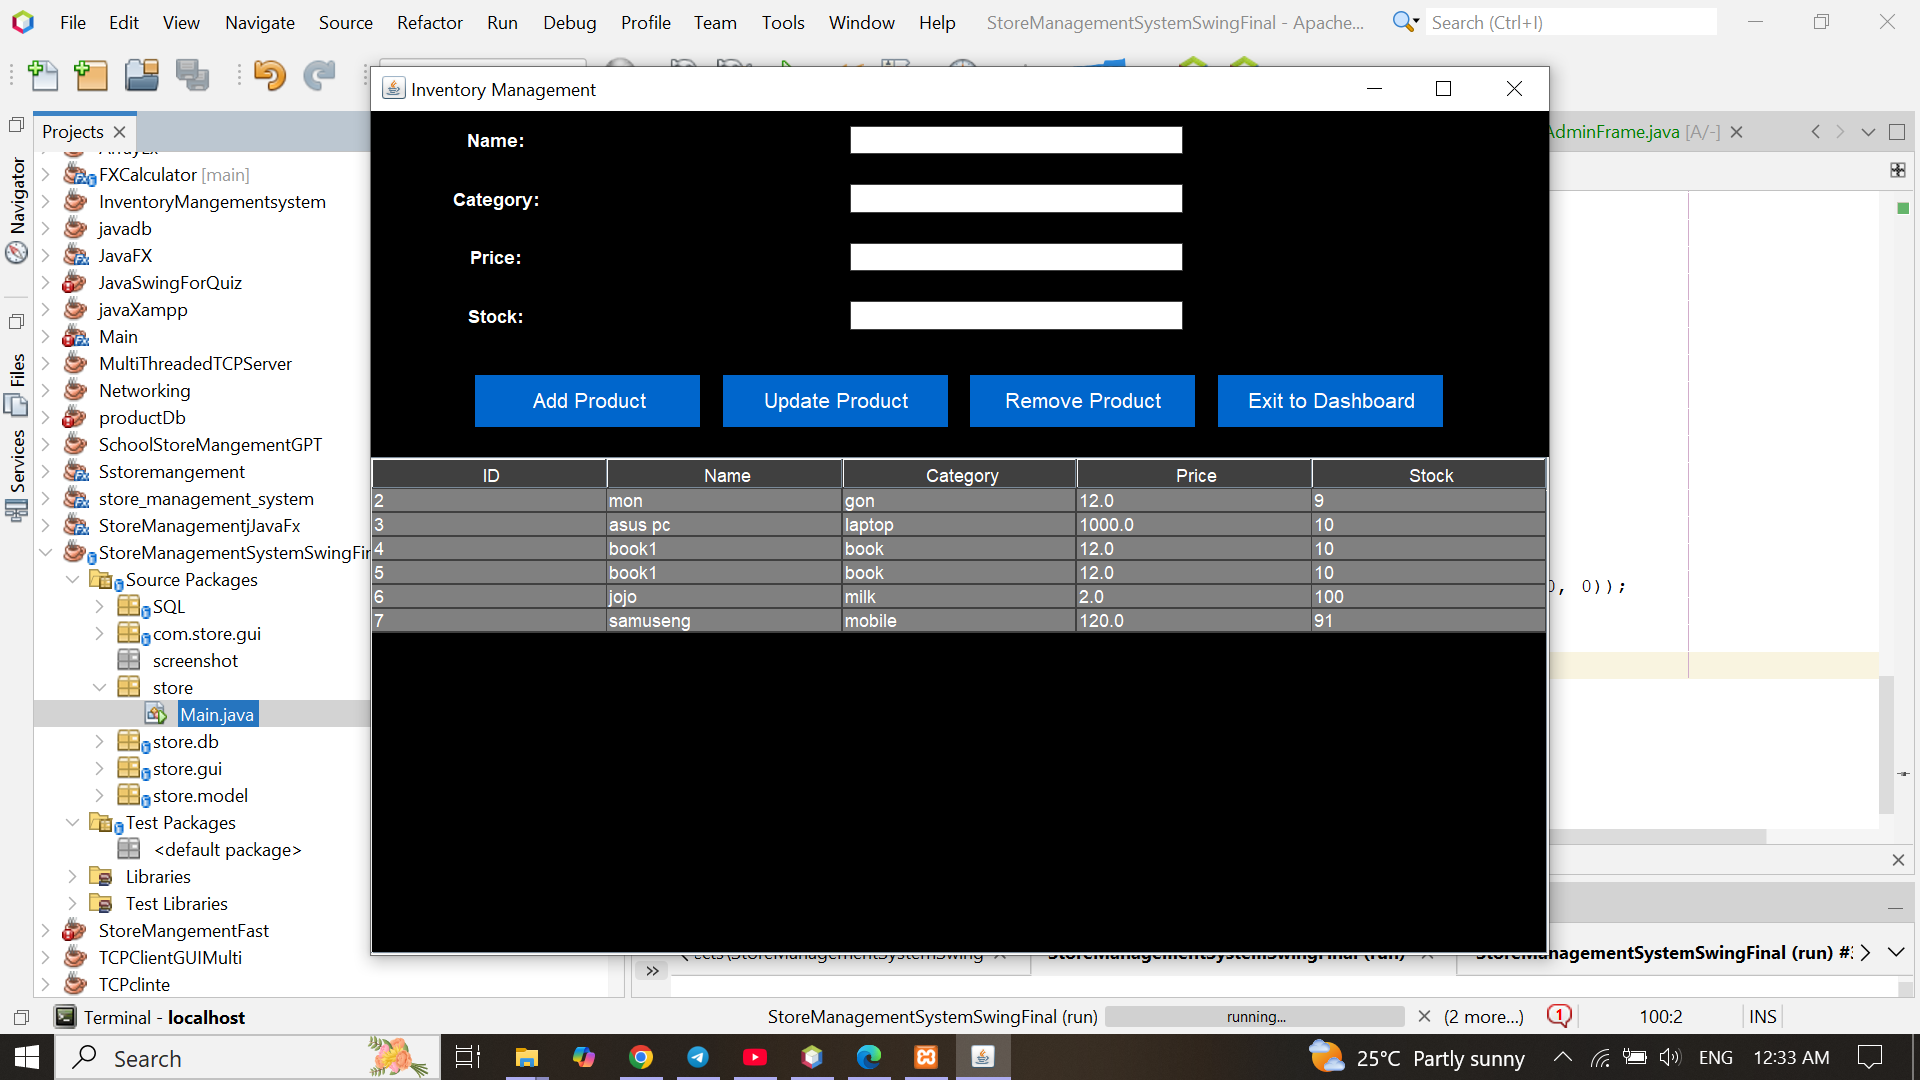 File Edit View Navigate Source Refactor Run Debug Profile Team Tools Window Help StoreManagementSystemSwingFinal - Apache... Search (Ctrl+I)
Inventory Management
Projects
AdminFrame.java [A/-]
Navigator
Files
Services
FXCalculator [main]
InventoryMangementsystem
javadb
JavaFX
JavaSwingForQuiz
javaXampp
Main
MultiThreadedTCPServer
Networking
productDb
SchoolStoreMangementGPT
Sstoremangement
store_management_system
StoreManagementjJavaFx
StoreManagementSystemSwingFin
Source Packages
SQL
com.store.gui
screenshot
store
Main.java
store.db
store.gui
store.model
Test Packages
<default package>
Libraries
Test Libraries
StoreMangementFast
TCPClientGUIMulti
TCPclinte
Name:
Category:
Price:
Stock:
Add Product Update Product Remove Product Exit to Dashboard
ID Name Category Price Stock
2 mon gon 12.0 9
3 asus pc laptop 1000.0 10
4 book1 book 12.0 10
5 book1 book 12.0 10
6 jojo milk 2.0 100
7 samuseng mobile 120.0 91
, 0));
StoreManagementSystemSwingFinal (run) StoreManagementSystemSwingFinal (run) #
Terminal - localhost StoreManagementSystemSwingFinal (run) running... (2 more...) 1 100:2 INS
Search 25°C Partly sunny ENG 12:33 AM